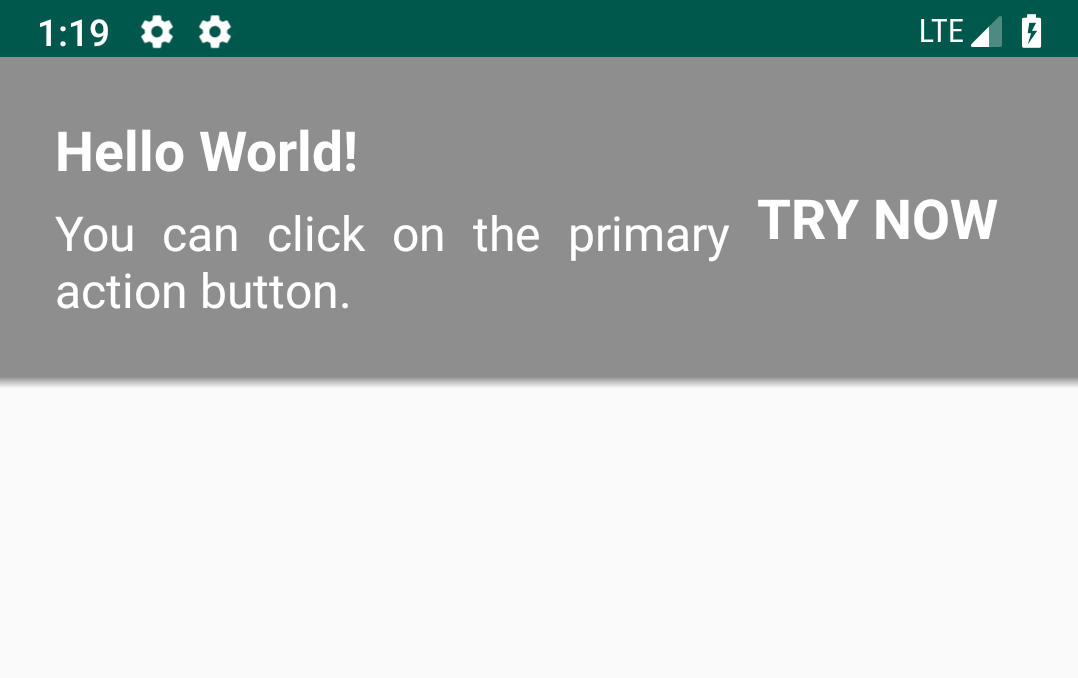 1:19 LTE
Hello World!
You can click on the primary
action button.
TRY NOW